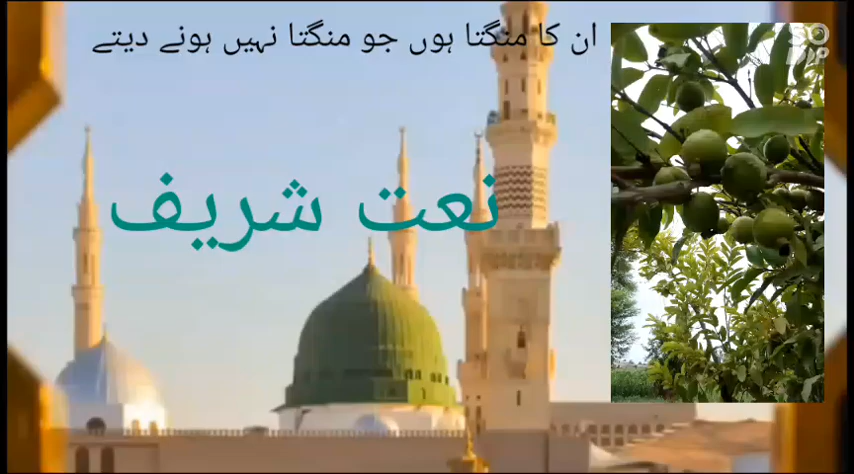 ان کا منگتا ہوں جو منگتا نہیں ہونے دیتے
نعت شریف